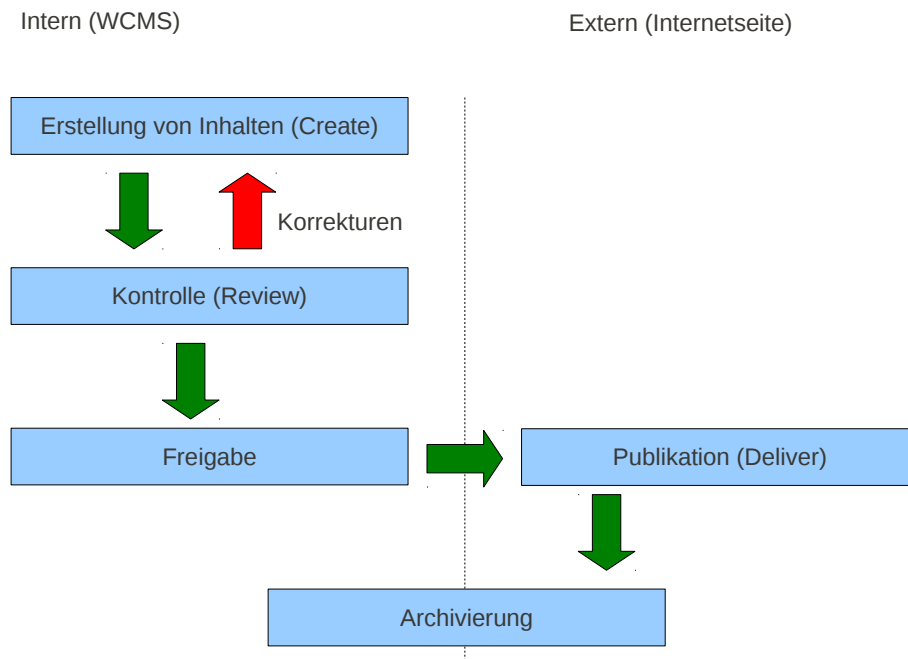 Intern (WCMS)
Extern (Internetseite)
Erstellung von Inhalten (Create)
Korrekturen
Kontrolle (Review)
Freigabe
Publikation (Deliver)
Archivierung